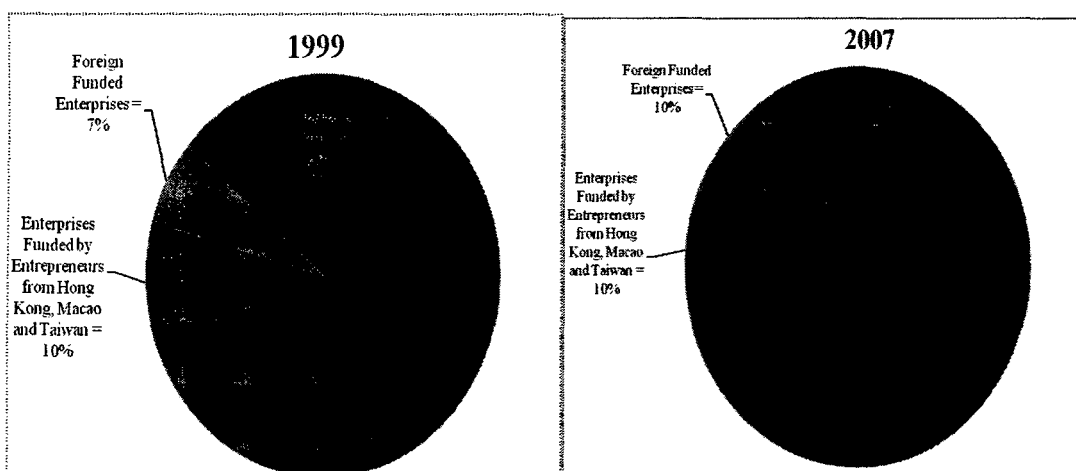 1999
Foreign
Funded
Enterprises=
7%
Enterprises
Funded by
Entrepreneurs
from Hong
Kong, Macao
and Taiwan =
10%
2007
Foreign Funded
Enterprises=
10%
Enterprises
Funded by
Entrepreneurs
from Hong
Kong, Macao
and Taiwan =
10%